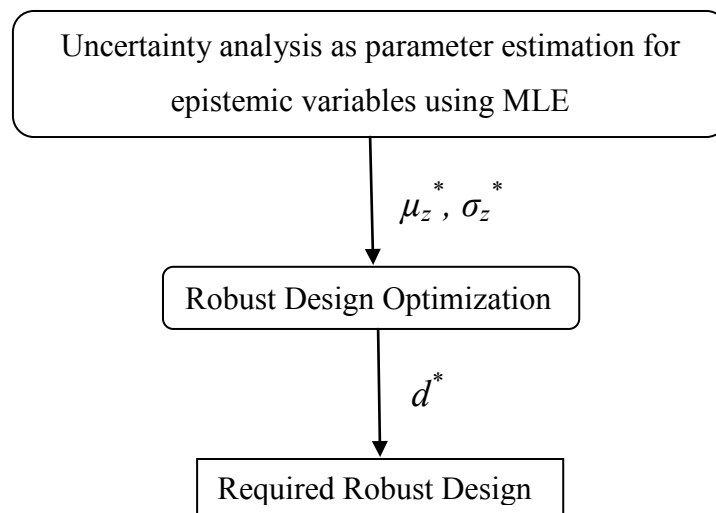 Uncertainty analysis as parameter estimation for
epistemic variables using MLE
μz*, σz*
Robust Design Optimization
d*
Required Robust Design